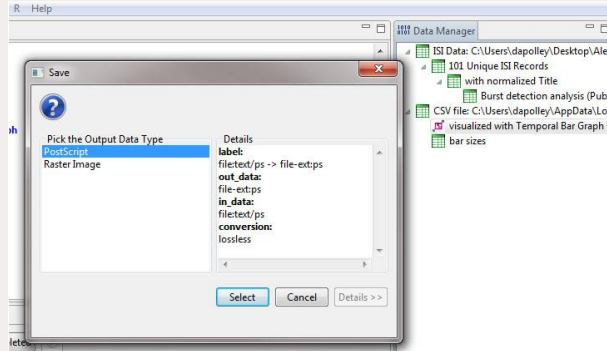 R Help
Data Manager
ISI Data: C:\Users\dapolley\Desktop\Ale
101 Unique ISI Records
with normalized Title
Burst detection analysis (Pub
CSV file: C:\Users\dapolley\AppData\Lo
visualized with Temporal Bar Graph
bar sizes
Save
Pick the Output Data Type
PostScript
Raster Image
Details
label:
file:text/ps -> file-ext:ps
out_data:
file-ext:ps
in_data:
file:text/ps
conversion:
lossless
Select Cancel Details >>